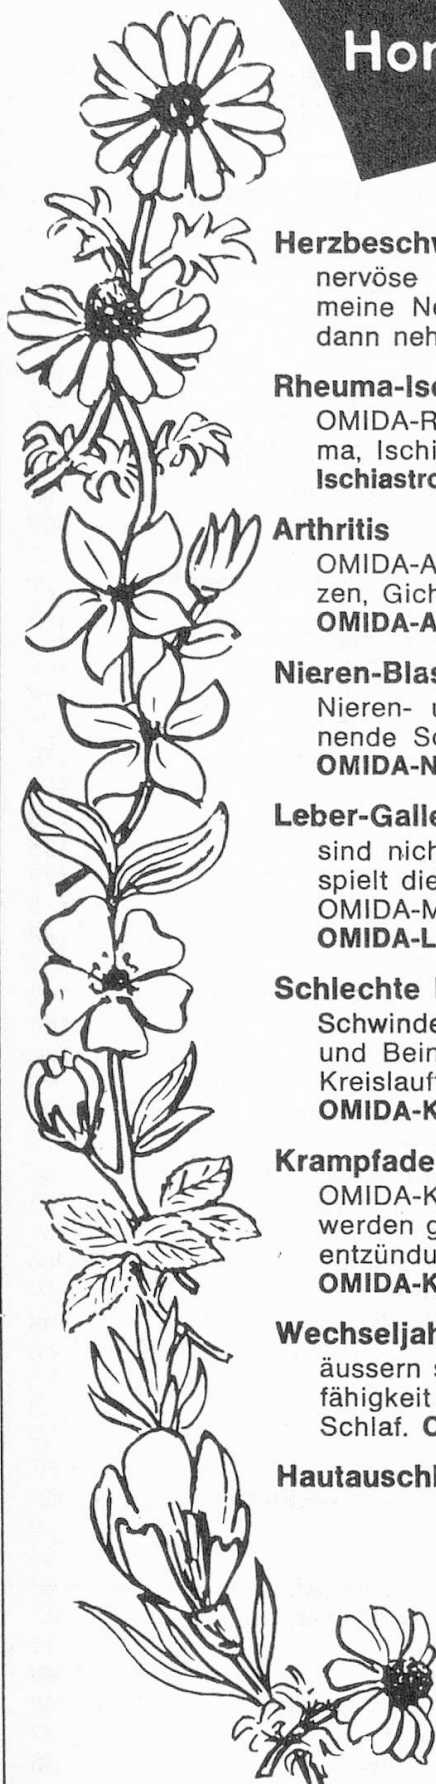 Hom
Herzbeschw
nervöse
meine Ne
dann neh
Rheuma-Isc
OMIDA-R
ma, Ischi
Ischiastro
Arthritis
OMIDA-A
zen, Gich
OMIDA-A
Nieren-Blas
Nieren- u
nende Sc
OMIDA-N
Leber-Galle
sind nich
spielt die
OMIDA-M
OMIDA-L
Schlechte
Schwinde
und Bein
Kreislauf
OMIDA-K
Krampfade
OMIDA-K
werden g
entzündu
OMIDA-K
Wechseljah
äussern s
fähigkeit
Schlaf. O
Hautauschl